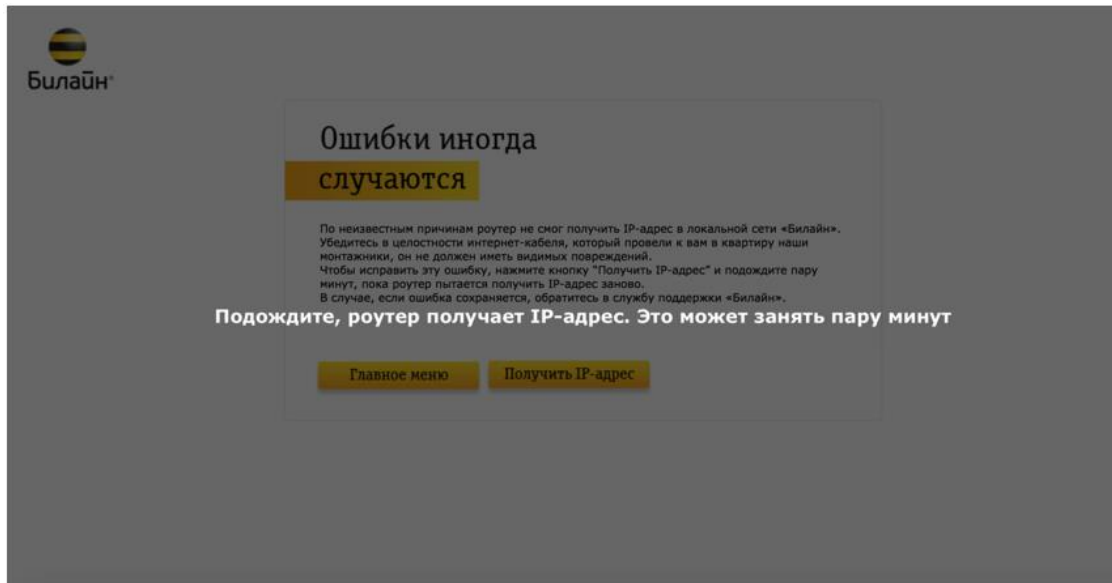 Билайн®
Ошибки иногда
случаются
По неизвестным причинам роутер не смог получить IP-адрес в локальной сети «Билайн».
Убедитесь в целостности интернет-кабеля, который провели к вам в квартиру наши
монтажники, он не должен иметь видимых повреждений.
Чтобы исправить эту ошибку, нажмите кнопку "Получить IP-адрес" и подождите пару
минут, пока роутер пытается получить IP-адрес заново.
В случае, если ошибка сохраняется, обратитесь в службу поддержки «Билайн».
Подождите, роутер получает IP-адрес. Это может занять пару минут
Главное меню Получить IP-адрес